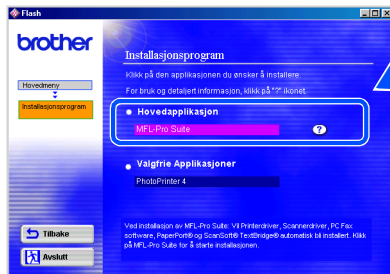 Flash
brother
Installasjonsprogram
Klikk på den applikasjonen du ønsker å installere.
For bruk og detaljert informasjon, klikk på "?" ikonet.
Hovedmeny
Installasjonsprogram
Hovedapplikasjon
MFL-Pro Suite
?
Valgfrie Applikasjoner
PhotoPrinter 4
Tilbake
Avslutt
Ved installasjon av MFL-Pro Suite: Vil Printerdriver, Scannerdriver, PC Fax
software, PaperPort® og ScanSoft® TextBridge® automatisk bli installert. Klikk
på MFL-Pro Suite for å starte installasjonen.